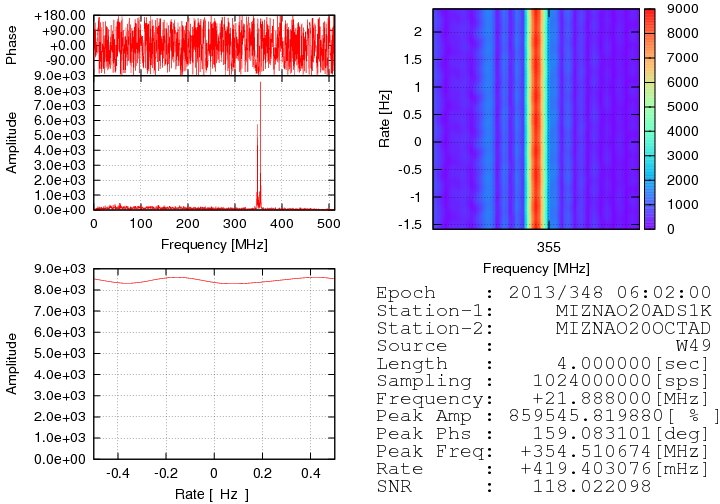 +180.00
+90.00
+0.00
-90.00
Phase
9.0e+03
8.0e+03
7.0e+03
6.0e+03
5.0e+03
4.0e+03
3.0e+03
2.0e+03
1.0e+03
0.0e+00
Amplitude
0 100 200 300 400 500
Frequency [MHz]
2
1.5
1
0.5
0
-0.5
-1
-1.5
Rate [Hz]
355
Frequency [MHz]
9000
8000
7000
6000
5000
4000
3000
2000
1000
0
9.0e+03
8.0e+03
7.0e+03
6.0e+03
5.0e+03
4.0e+03
3.0e+03
2.0e+03
1.0e+03
0.0e+00
Amplitude
-0.4 -0.2 0 0.2 0.4
Rate [ Hz ]
Epoch : 2013/348 06:02:00
Station-1: MIZNAO20ADS1K
Station-2: MIZNAO20OCTAD
Source : W49
Length : 4.000000[sec]
Sampling : 1024000000[sps]
Frequency: +21.888000[MHz]
Peak Amp : 859545.819880[ % ]
Peak Phs : 159.083101[deg]
Peak Freq: +354.510674[MHz]
Rate : +419.403076[mHz]
SNR : 118.022098